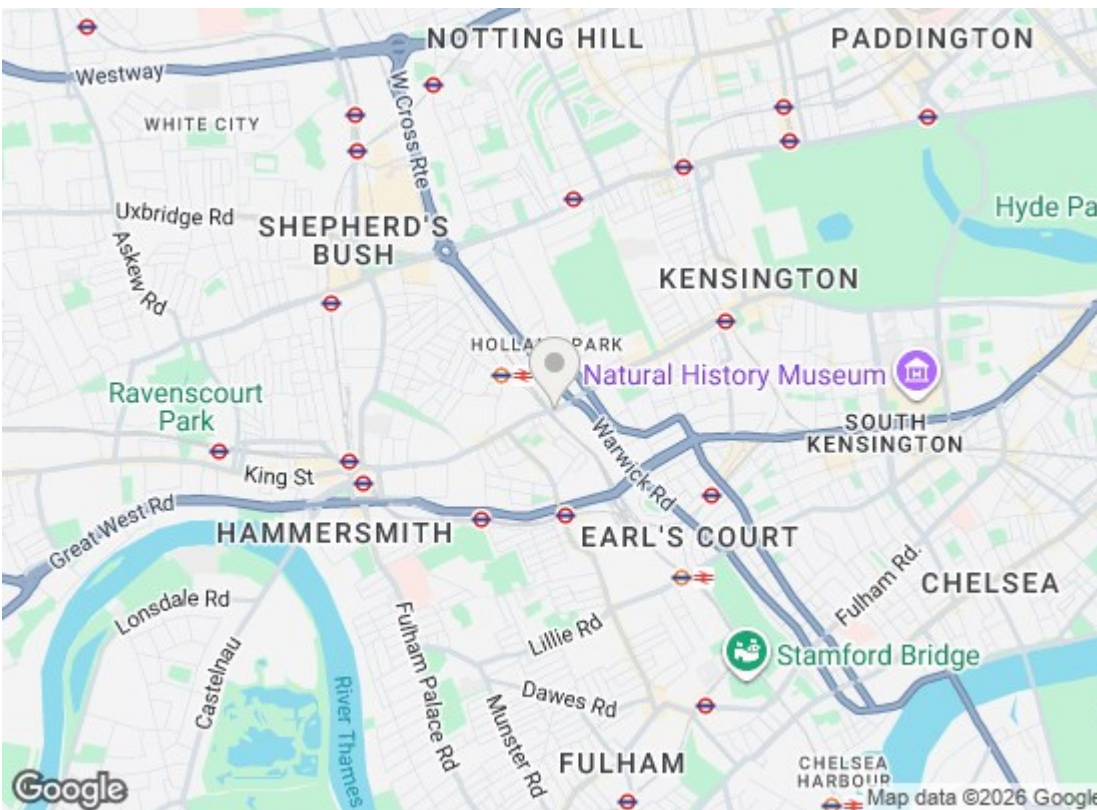 NOTTING HILL
PADDINGTON
Westway
W Cross Rte
WHITE CITY
Uxbridge Rd
Askew Rd
SHEPHERD'S
BUSH
Hyde Pa
KENSINGTON
HOLLA PARK
Natural History Museum
Ravenscourt
Park
SOUTH
KENSINGTON
King St
Warwick Rd
Great West Rd
HAMMERSMITH
EARL'S COURT
CHELSEA
Fulham Rd.
Lonsdale Rd
Castelnau
Lillie Rd
Fulham Palace Rd
River Thames
Stamford Bridge
Dawes Rd
Munster Rd
FULHAM
CHELSEA
HARBOUR
Google
Map data ©2026 Google